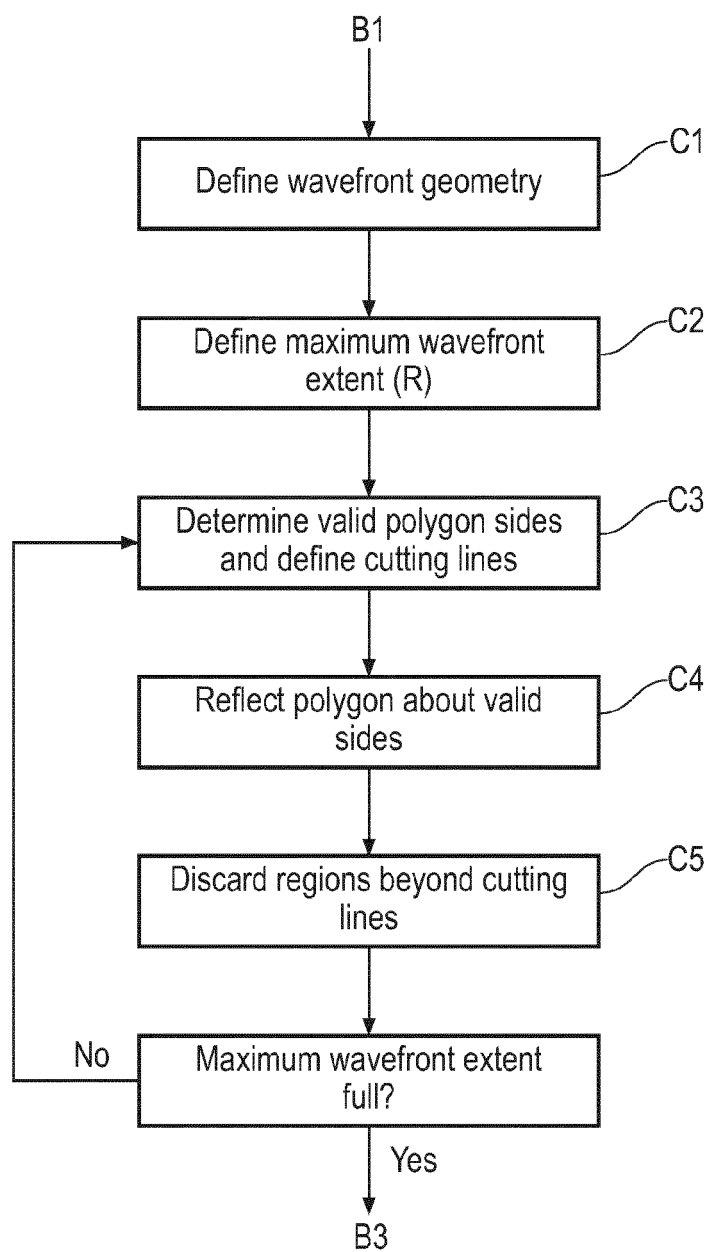 B1
C1
Define wavefront geometry
C2
Define maximum wavefront
extent (R)
C3
Determine valid polygon sides
and define cutting lines
C4
Reflect polygon about valid
sides
C5
Discard regions beyond cutting
lines
No
Maximum wavefront extent
full?
Yes
B3